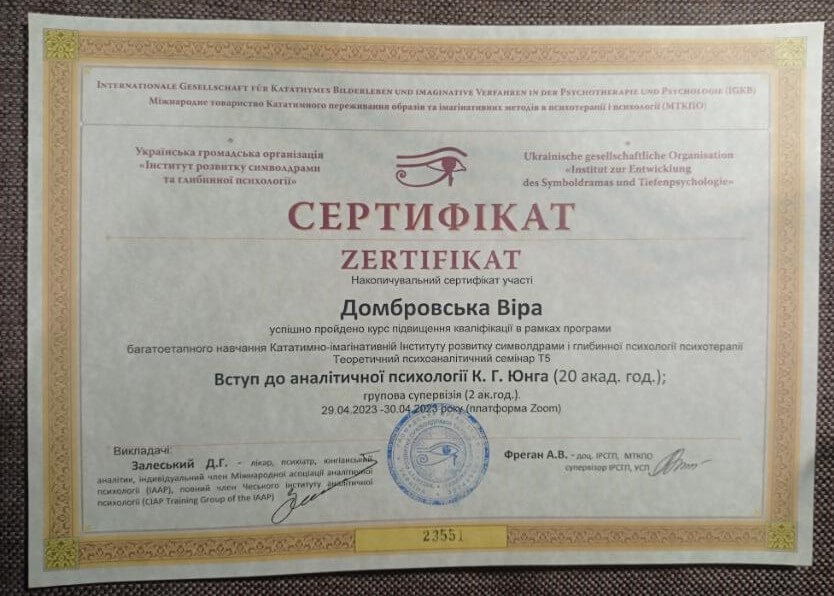 INTERNATIONALE GESELLSCHAFT FÜR KATATHYMES BILDERLEBEN UND IMAGINATIVE VERFAHREN IN DER PSYCHOTHERAPIE UND PSYCHOLOGIE (IGKB)
Міжнародне товариство Кататимного переживання образів та імагінативних методів в психотерапії і психології (МТКПО)
Українська громадська організація
«Інститут розвитку символдрами
та глибинної психології»
Ukrainische gesellschaftliche Organisation
«Institut zur Entwicklung
des Symboldramas und Tiefenpsychologie»
СЕРТИФІКАТ
ZERTIFIKAT
Накопичувальний сертифікат участі
Домбровська Віра
успішно пройдено курс підвищення кваліфікації в рамках програми
багатоетапного навчання Кататимно-імагінативній Інституту розвитку символдрами і глибинної психології психотерапії
Теоретичний психоаналітичний семінар Т5
Вступ до аналітичної психології К. Г. Юнга (20 акад. год.);
групова супервізія (2 ак.год.).
29.04.2023 -30.04.2023 року (платформа Zoom)
Викладачі:
Залеський Д.Г. - лікар, психіатр, юнгіанський
аналітик, індивідуальний член Міжнародної асоціації аналітичної
психології (IAAP), повний член Чеського інституту аналітичної
психології (CIAP Training Group of the IAAP)
Фреган А.В. - доц. ІРСГП, МТКПО
супервізор ІРСГП, УСП
23551